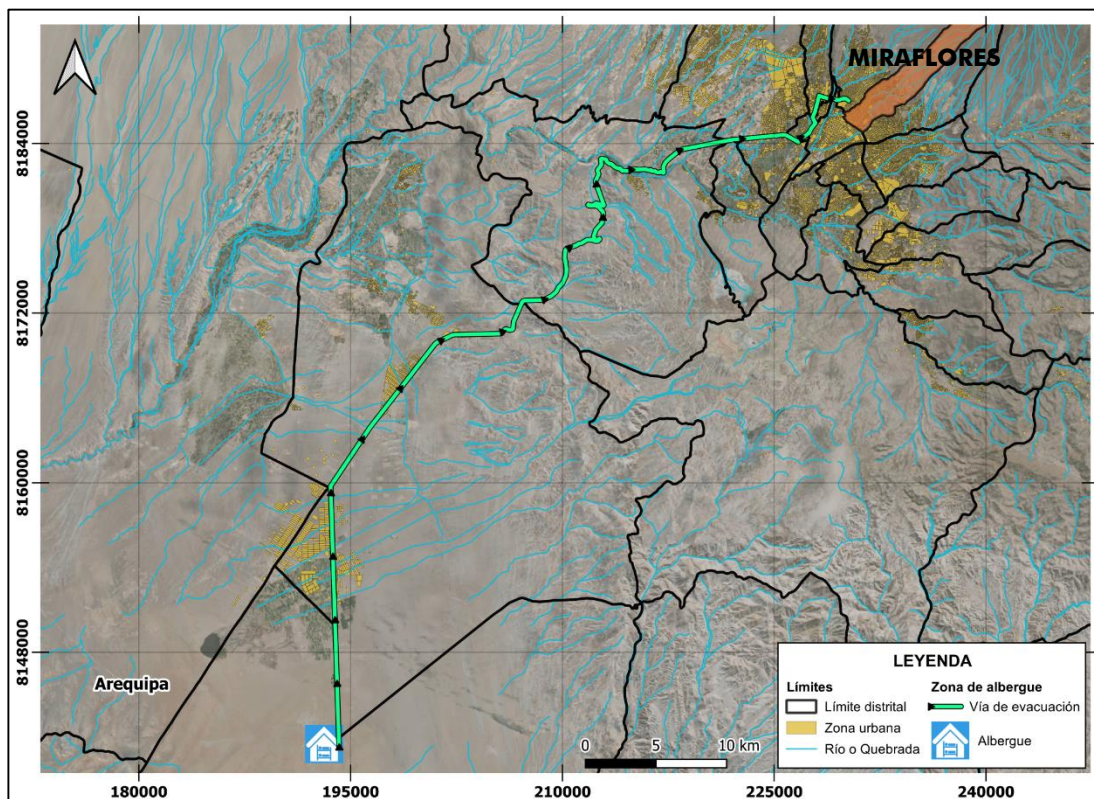 MIRAFLORES
8184000
8172000
8160000
8148000
Arequipa
LEYENDA
Límites
Límite distrital
Zona urbana
Río o Quebrada
Zona de albergue
Vía de evacuación
Albergue
0 5 10 km
180000 195000 210000 225000 240000